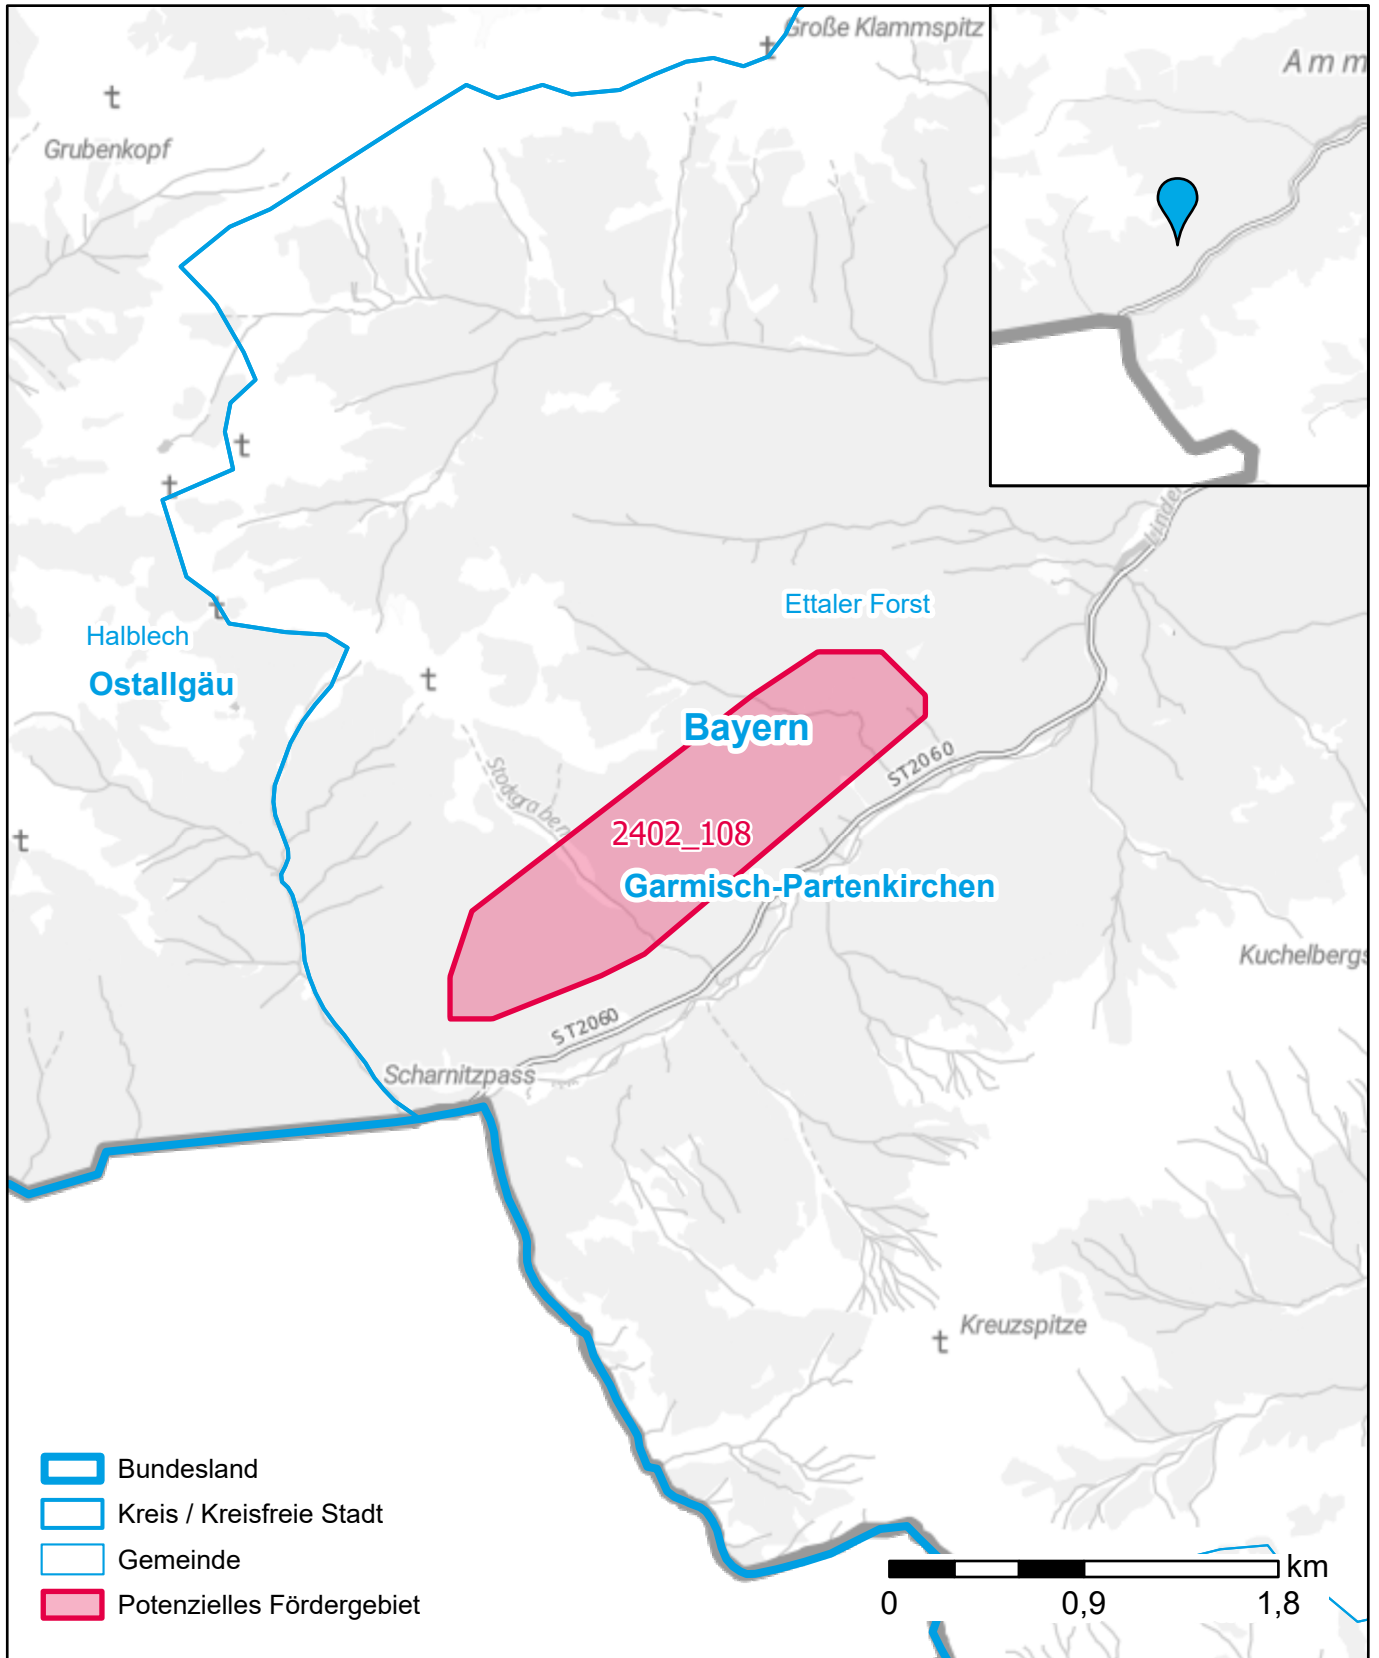 Große Klammspitz
Amm
Grubenkopf
Linder
Ettaler Forst
Halblech
Ostallgäu
Bayern
ST2060
Stockgraben
2402_108
Garmisch-Partenkirchen
Kuchelbergs
ST2060
Scharnitzpass
Kreuzspitze
Bundesland
Kreis / Kreisfreie Stadt
Gemeinde
Potenzielles Fördergebiet
km
0 0,9 1,8